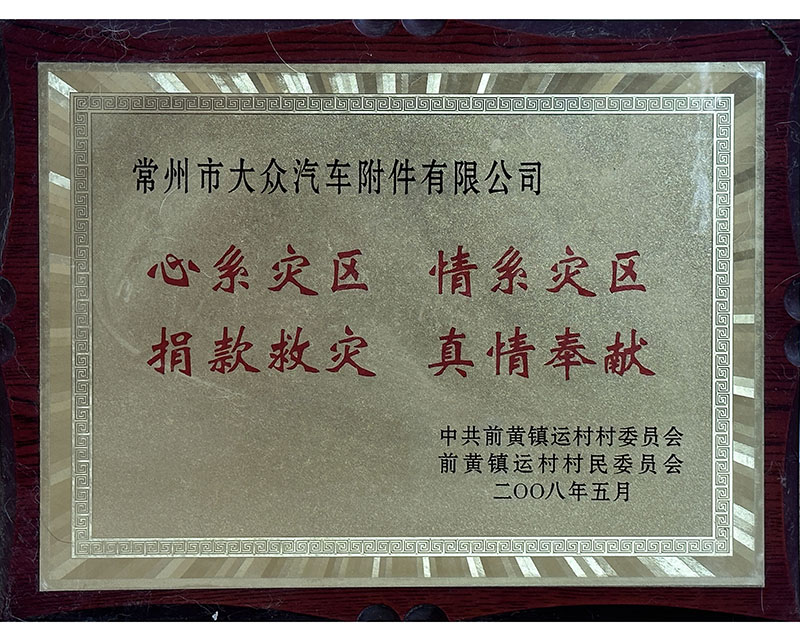 常州市大众汽车附件有限公司
心系灾区 情系灾区
捐款救灾 真情奉献
中共前黄镇运村村委员会
前黄镇运村村民委员会
二〇〇八年五月